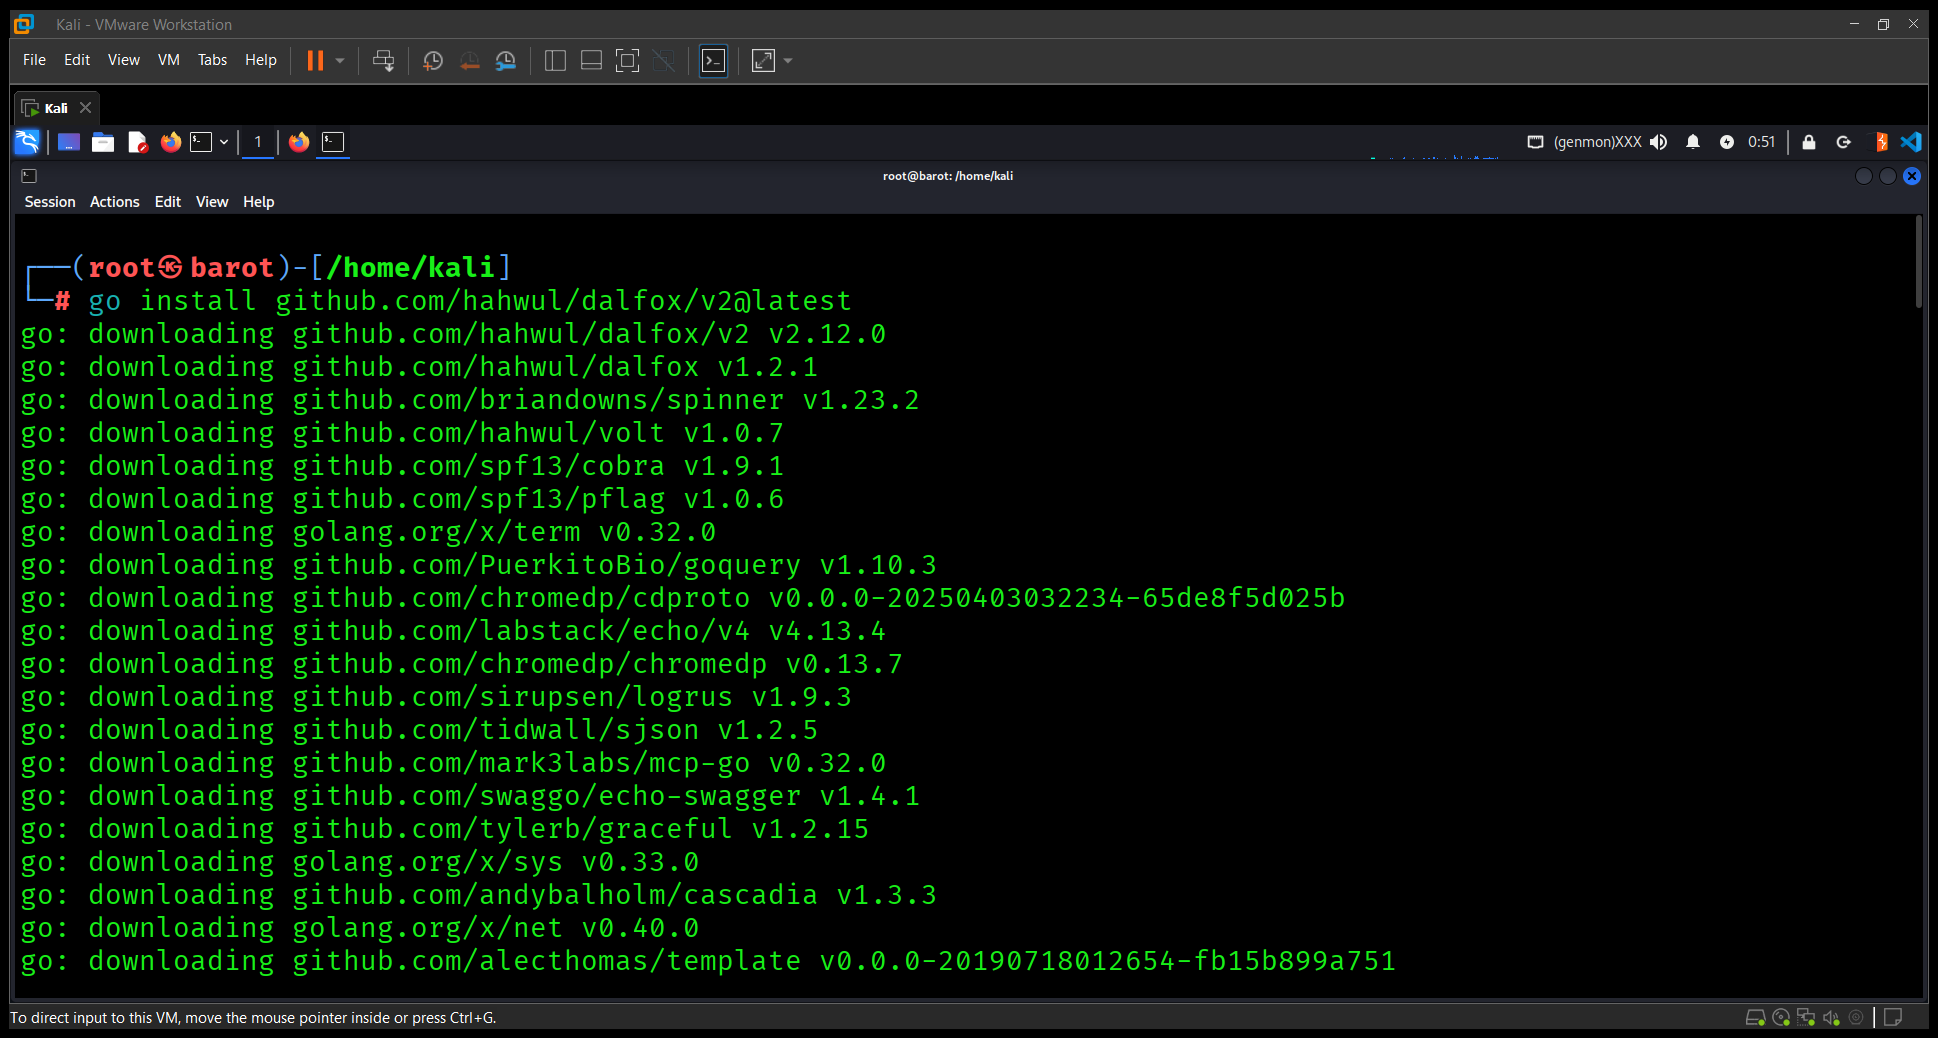 Kali - VMware Workstation
File Edit View VM Tabs Help
Kali
1 (genmon)XXX 0:51
root@barot: /home/kali
Session Actions Edit View Help
┌──(root㉿barot)-[/home/kali]
└─# go install github.com/hahwul/dalfox/v2@latest
go: downloading github.com/hahwul/dalfox/v2 v2.12.0
go: downloading github.com/hahwul/dalfox v1.2.1
go: downloading github.com/briandowns/spinner v1.23.2
go: downloading github.com/hahwul/volt v1.0.7
go: downloading github.com/spf13/cobra v1.9.1
go: downloading github.com/spf13/pflag v1.0.6
go: downloading golang.org/x/term v0.32.0
go: downloading github.com/PuerkitoBio/goquery v1.10.3
go: downloading github.com/chromedp/cdproto v0.0.0-20250403032234-65de8f5d025b
go: downloading github.com/labstack/echo/v4 v4.13.4
go: downloading github.com/chromedp/chromedp v0.13.7
go: downloading github.com/sirupsen/logrus v1.9.3
go: downloading github.com/tidwall/sjson v1.2.5
go: downloading github.com/mark3labs/mcp-go v0.32.0
go: downloading github.com/swaggo/echo-swagger v1.4.1
go: downloading github.com/tylerb/graceful v1.2.15
go: downloading golang.org/x/sys v0.33.0
go: downloading github.com/andybalholm/cascadia v1.3.3
go: downloading golang.org/x/net v0.40.0
go: downloading github.com/alecthomas/template v0.0.0-20190718012654-fb15b899a751
To direct input to this VM, move the mouse pointer inside or press Ctrl+G.